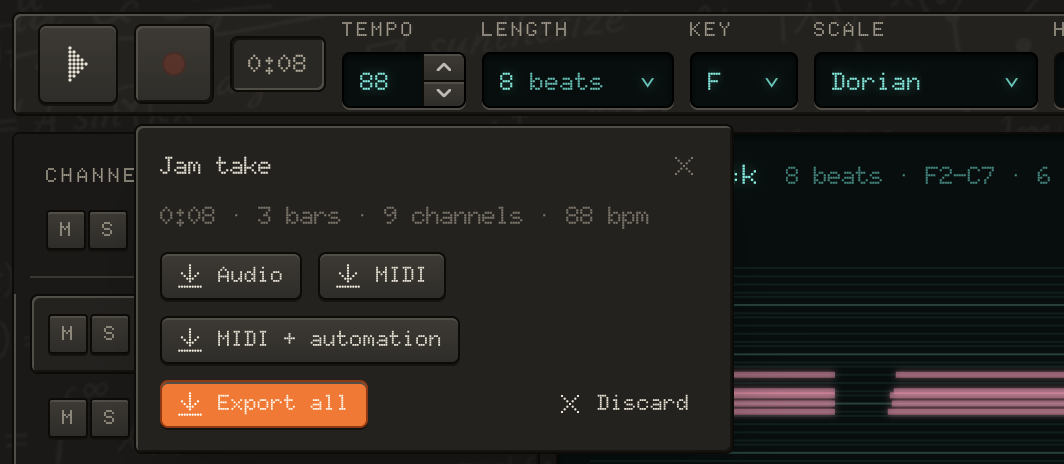 TEMPO LENGTH KEY SCALE
0:08 88 8 beats F Dorian
CHANNE
Jam take
8 beats · F2–C7 · 6
0:08 · 3 bars · 9 channels · 88 bpm
M S
Audio MIDI
M S
MIDI + automation
Export all Discard
M S